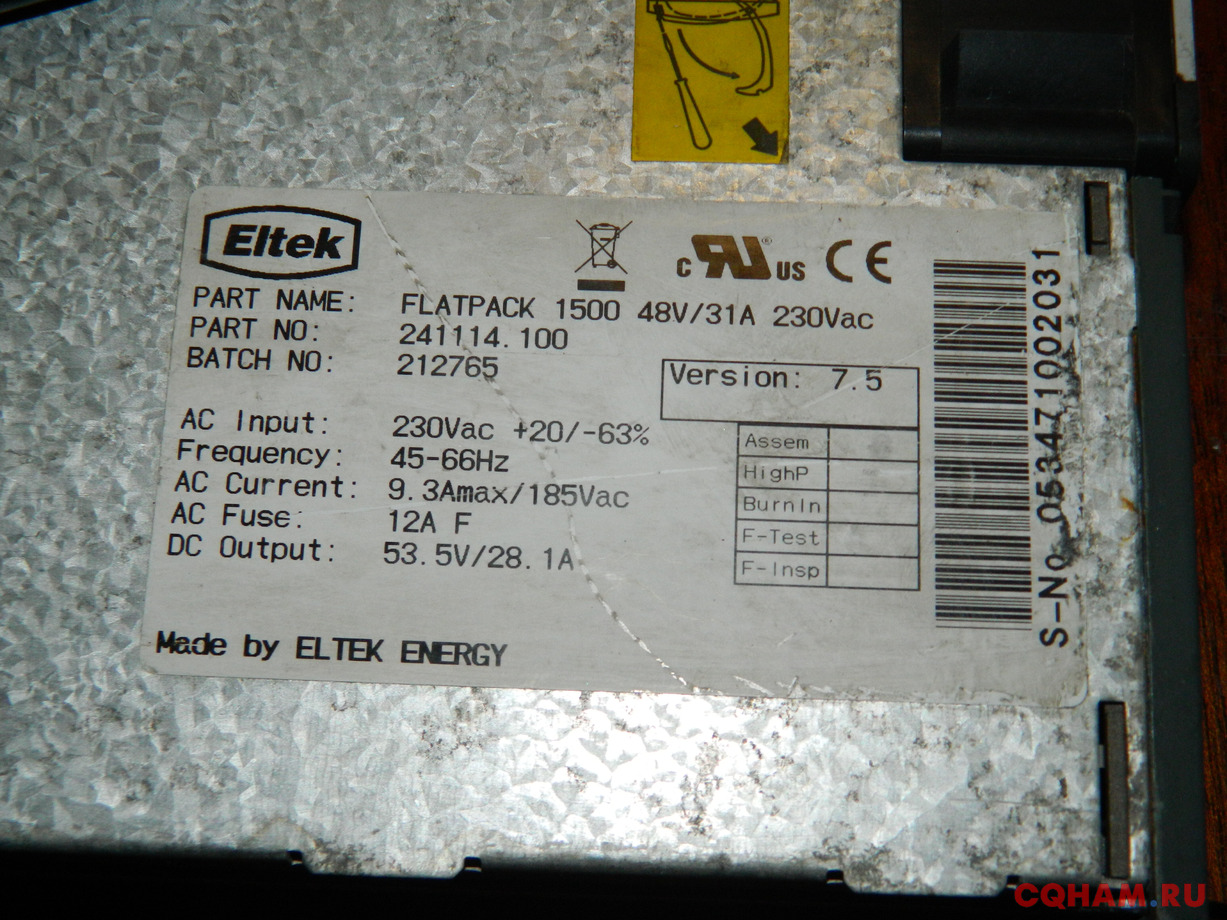 Eltek
c RU® US CE
PART NAME: FLATPACK 1500 48V/31A 230Vac
PART NO: 241114.100
BATCH NO: 212765
Version: 7.5
AC Input: 230Vac +20/-63%
Frequency: 45-66Hz
AC Current: 9.3Amax/185Vac
AC Fuse: 12A F
DC Output: 53.5V/28.1A
Assem
HighP
BurnIn
F-Test
F-Insp
Made by ELTEK ENERGY
S-No 053471002031
CQHAM.RU